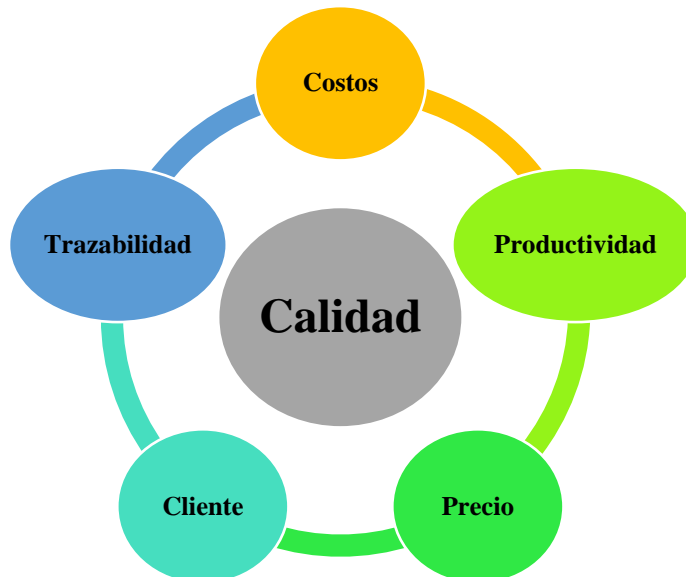 Costos
Trazabilidad
Productividad
Calidad
Cliente
Precio